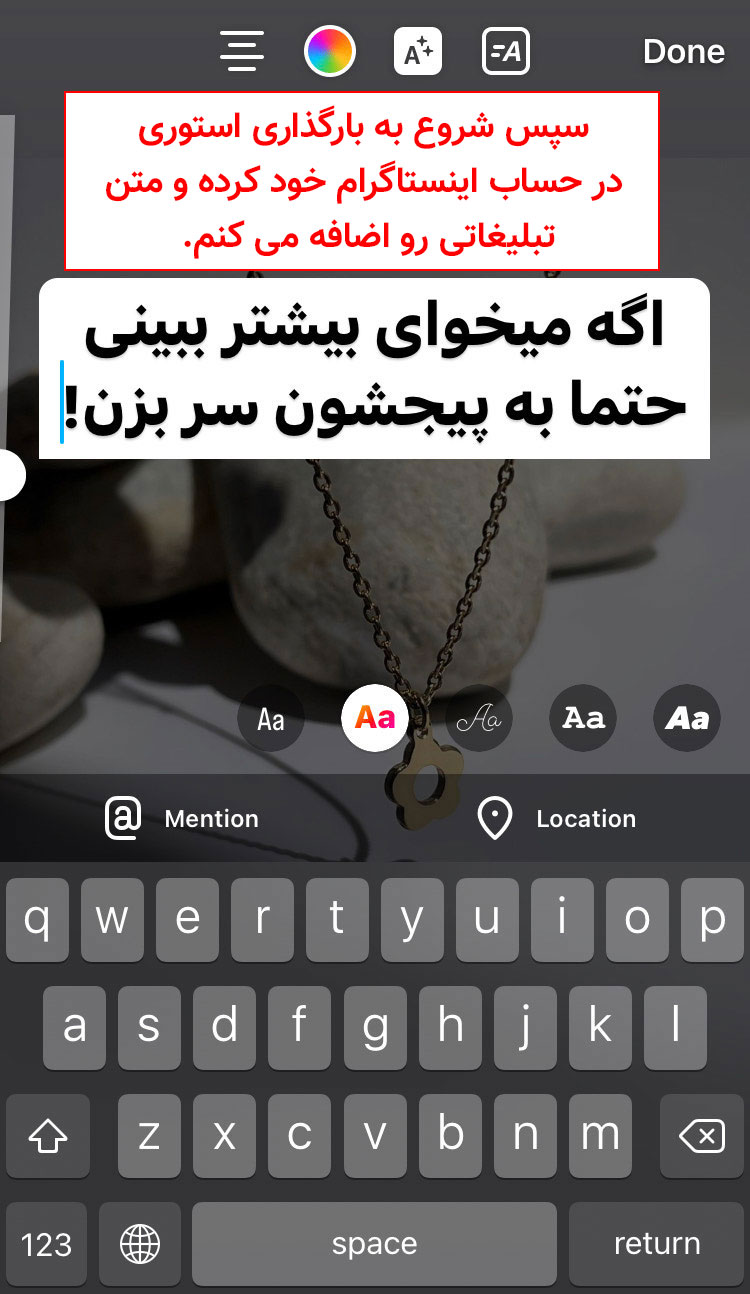 Done
سپس شروع به بارگذاری استوری
در حساب اینستاگرام خود کرده و متن
تبلیغاتی رو اضافه می کنم.
اگه میخوای بیشتر ببینی
حتما به پیجشون سر بزن!
Aa Aa Aa Aa Aa
Mention Location
q w e r t y u i o p
a s d f g h j k l
z x c v b n m
123 space return